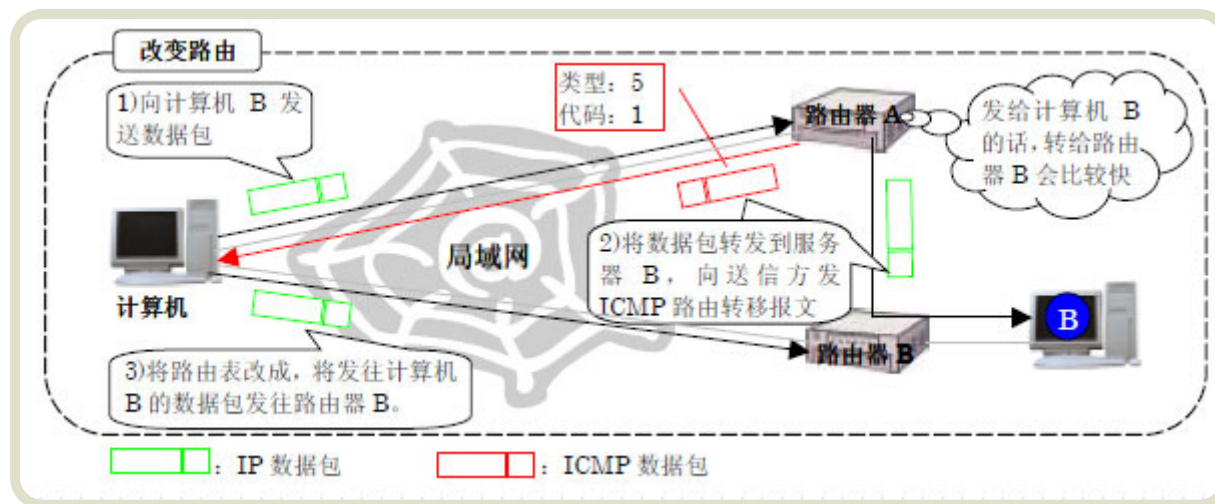 改变路由
1)向计算机 B 发
送数据包
类型：5
代码：1
路由器 A
发给计算机 B
的话，转给路由
器 B 会比较快
局域网
2)将数据包转发到服务
器 B，向送信方发
ICMP 路由转移报文
计算机
B
路由器 B
3)将路由表改成，将发往计算机
B 的数据包发往路由器 B。
：IP 数据包
：ICMP 数据包